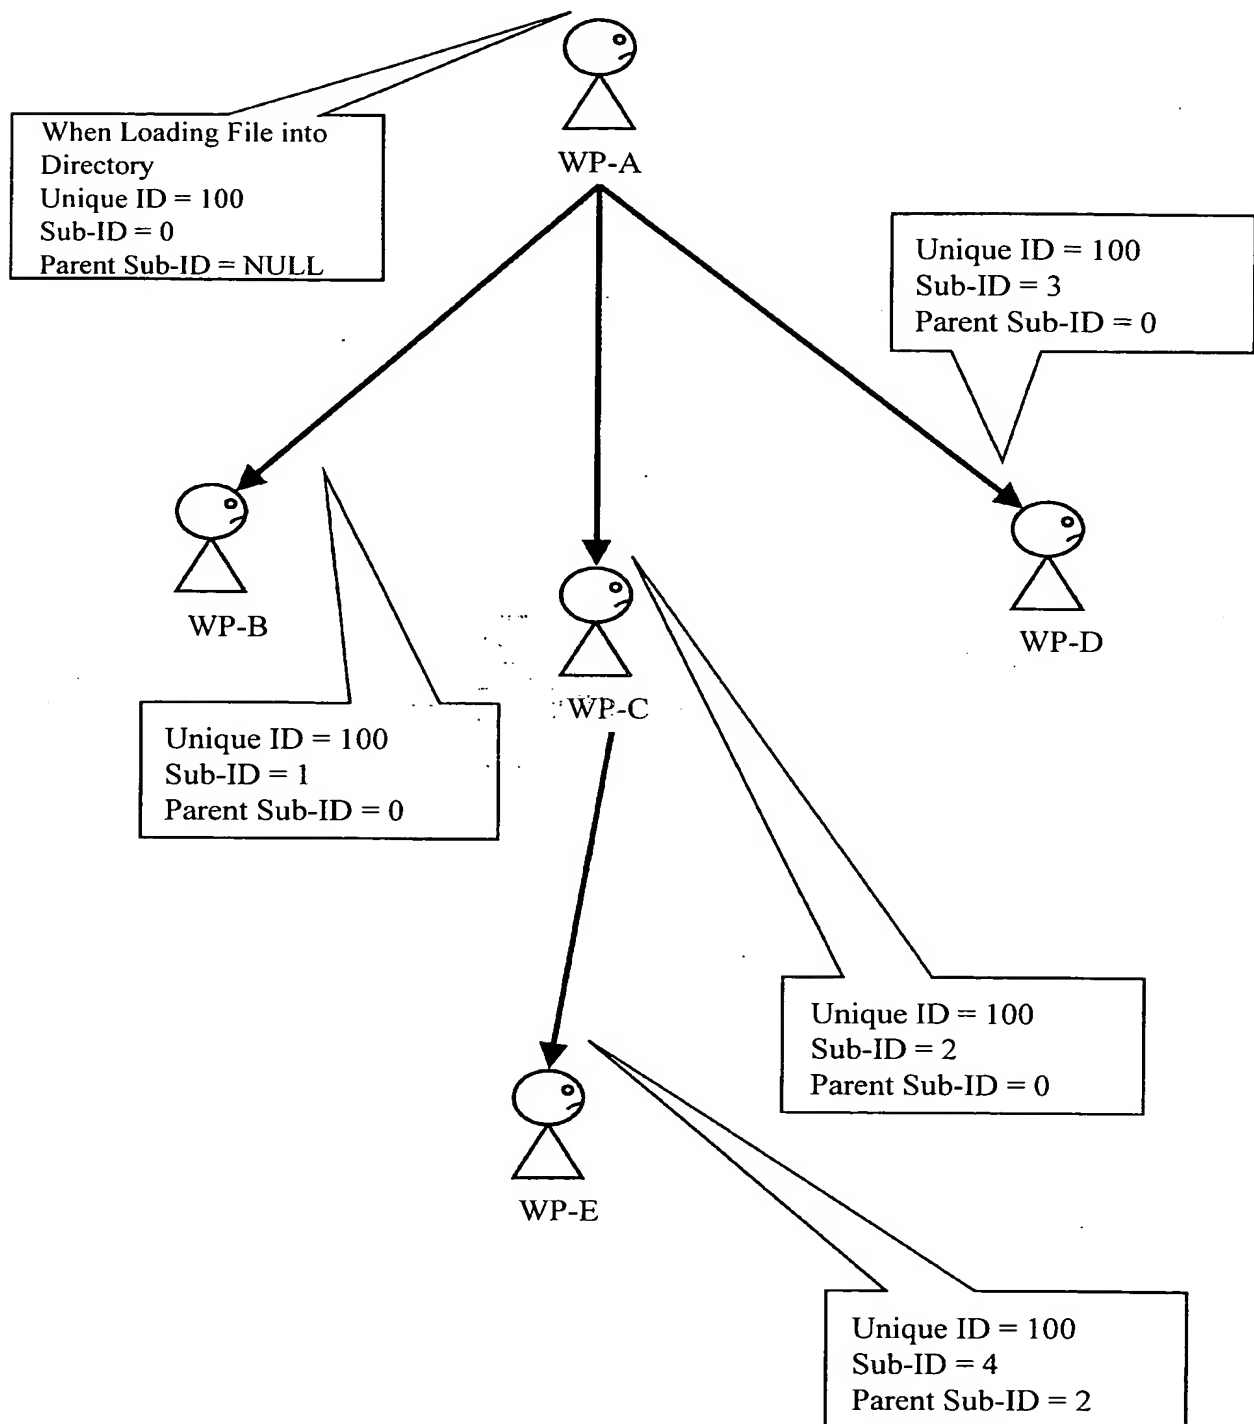 WP-A
When Loading File into
Directory
Unique ID = 100
Sub-ID = 0
Parent Sub-ID = NULL
Unique ID = 100
Sub-ID = 3
Parent Sub-ID = 0
WP-B
WP-C
WP-D
Unique ID = 100
Sub-ID = 1
Parent Sub-ID = 0
Unique ID = 100
Sub-ID = 2
Parent Sub-ID = 0
WP-E
Unique ID = 100
Sub-ID = 4
Parent Sub-ID = 2